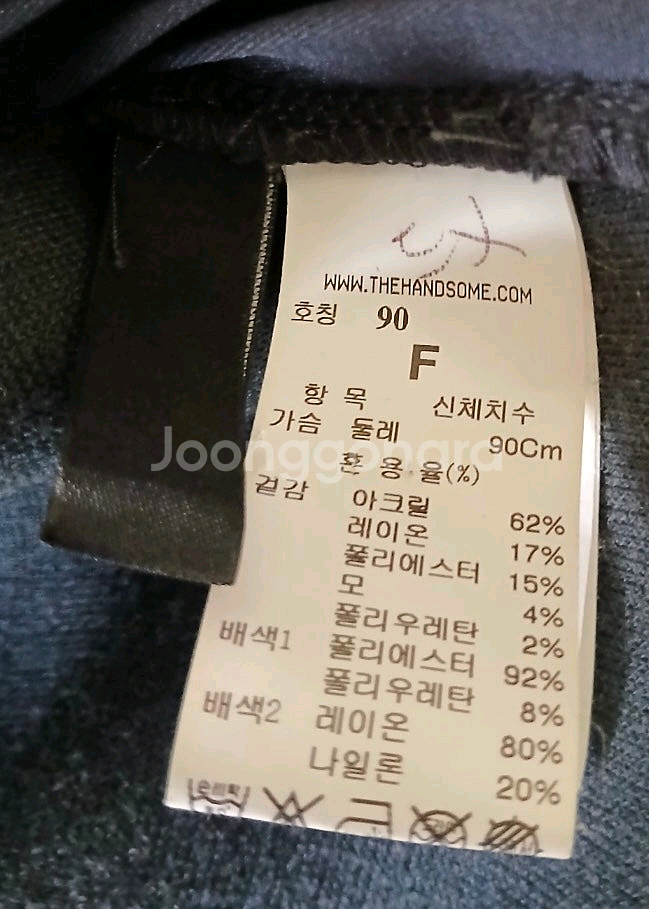 WWW.THEHANDSOME.COM
호칭 90
F
항 목 신체치수
가슴 둘레 90Cm
Joonggonara
혼 용 율(%)
겉감 아크릴 62%
레이온 17%
폴리에스터 15%
모 4%
폴리우레탄 2%
배색1 폴리에스터 92%
폴리우레탄 8%
배색2 레이온 80%
나일론 20%